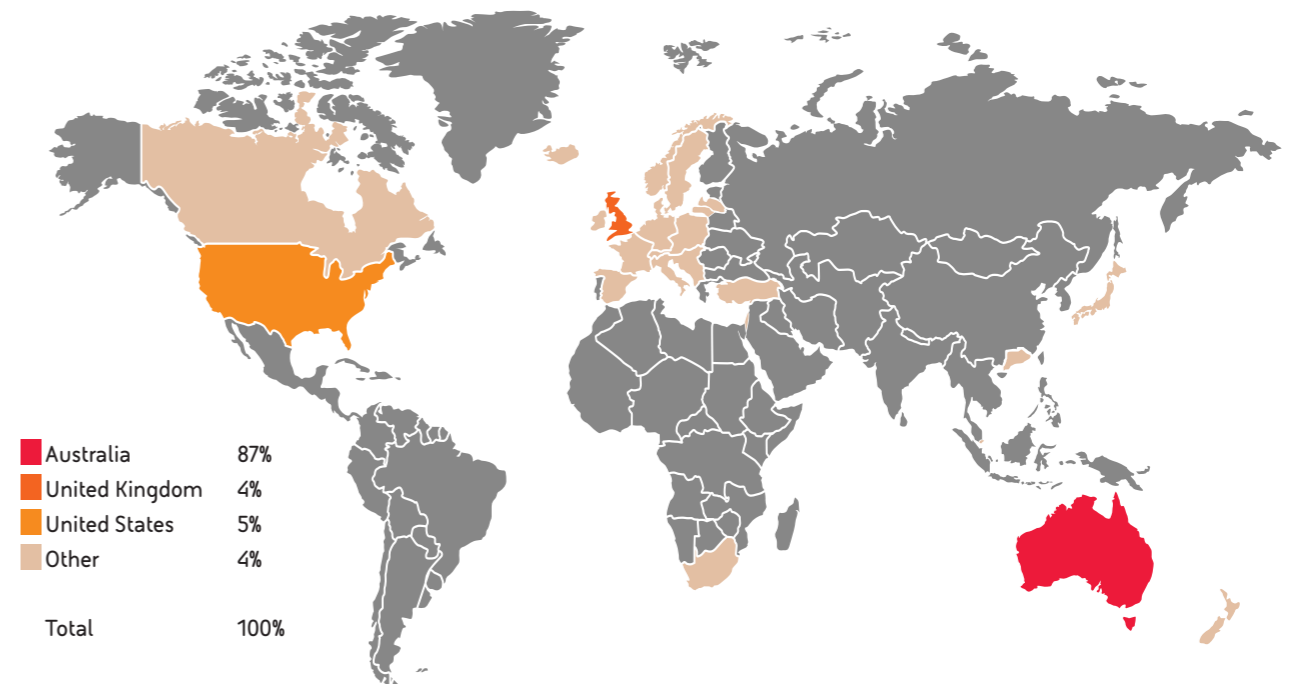 Australia 87%
United Kingdom 4%
United States 5%
Other 4%
Total 100%